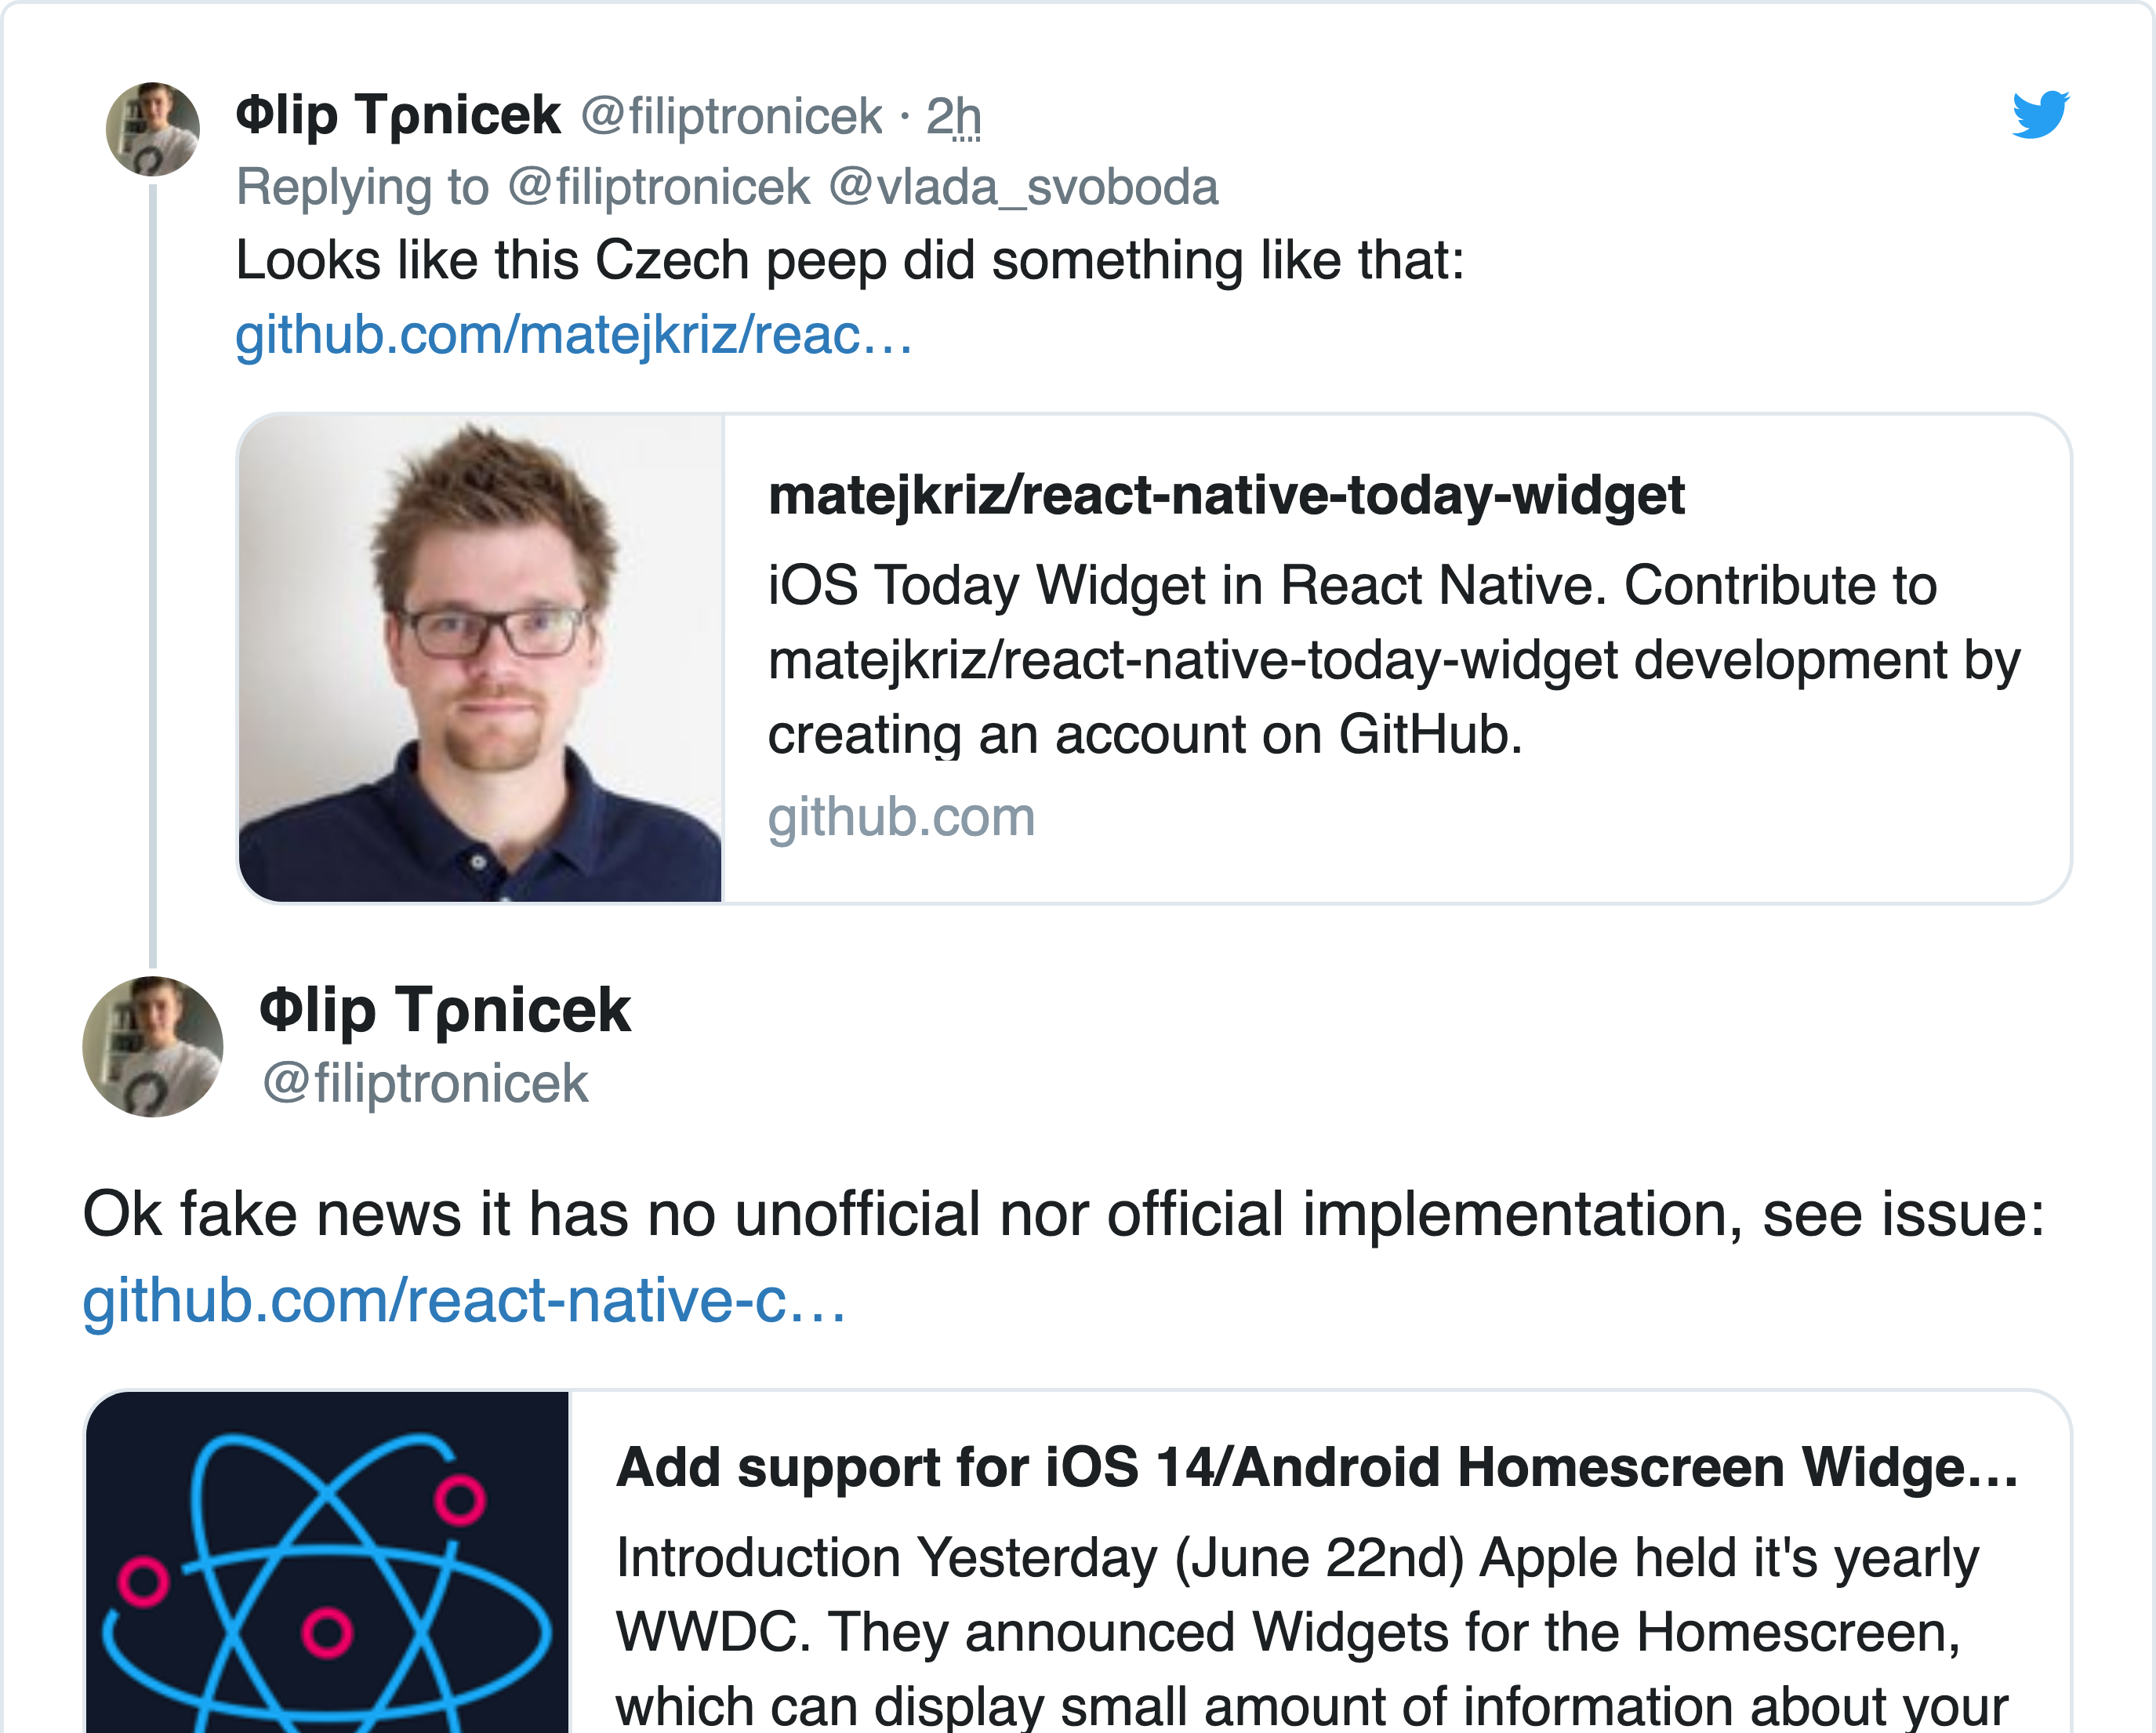 Φlip Tρnicek @filiptronicek · 2h
Replying to @filiptronicek @vlada_svoboda
Looks like this Czech peep did something like that:
github.com/matejkriz/reac…
matejkriz/react-native-today-widget
iOS Today Widget in React Native. Contribute to
matejkriz/react-native-today-widget development by
creating an account on GitHub.
github.com
Φlip Tρnicek
@filiptronicek
Ok fake news it has no unofficial nor official implementation, see issue:
github.com/react-native-c…
Add support for iOS 14/Android Homescreen Widge…
Introduction Yesterday (June 22nd) Apple held it's yearly
WWDC. They announced Widgets for the Homescreen,
which can display small amount of information about your